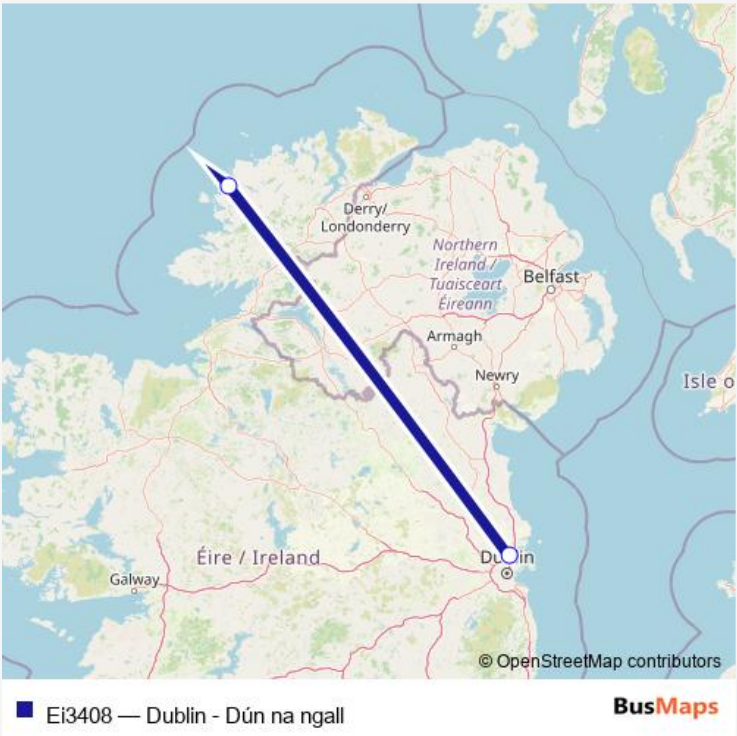 Derry/
Londonderry
Northern
Ireland /
Tuaisceart
Éireann
Belfast
Armagh
Newry
Isle o
Éire / Ireland
Galway
© OpenStreetMap contributors
Ei3408 — Dublin - Dún na ngall
BusMaps